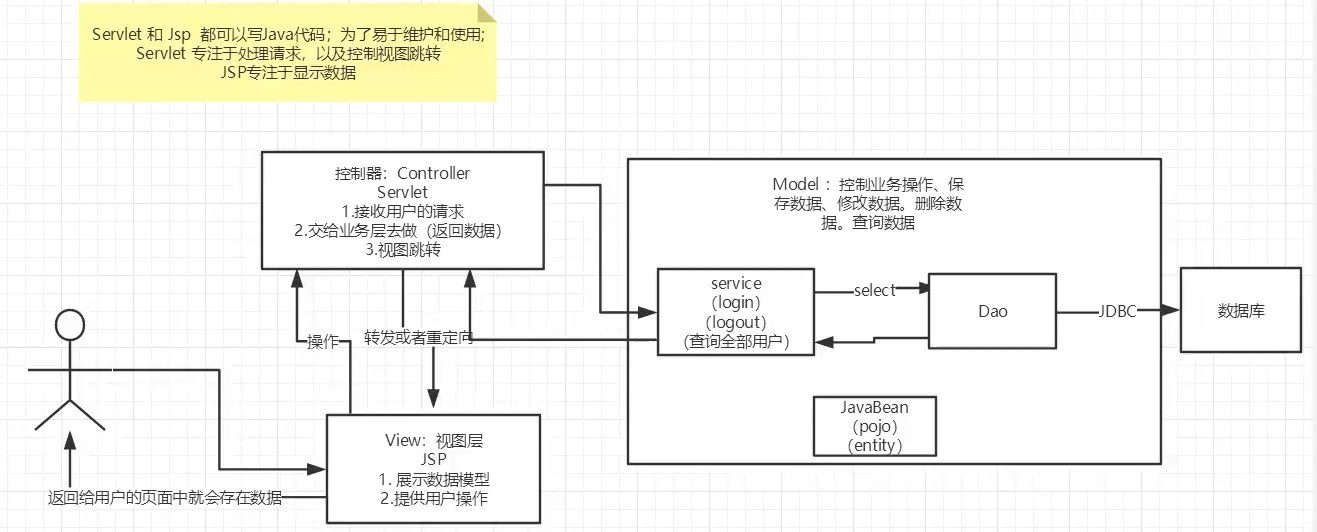 Servlet 和 Jsp 都可以写Java代码；为了易于维护和使用;
Servlet 专注于处理请求，以及控制视图跳转
JSP专注于显示数据
控制器：Controller
Servlet
1.接收用户的请求
2.交给业务层去做（返回数据）
3.视图跳转
Model ：控制业务操作、保
存数据、修改数据。删除数
据。查询数据
service
（login）
（logout）
（查询全部用户）
select
Dao
JDBC
数据库
操作
转发或者重定向
JavaBean
（pojo）
（entity）
View：视图层
JSP
1. 展示数据模型
2.提供用户操作
返回给用户的页面中就会存在数据